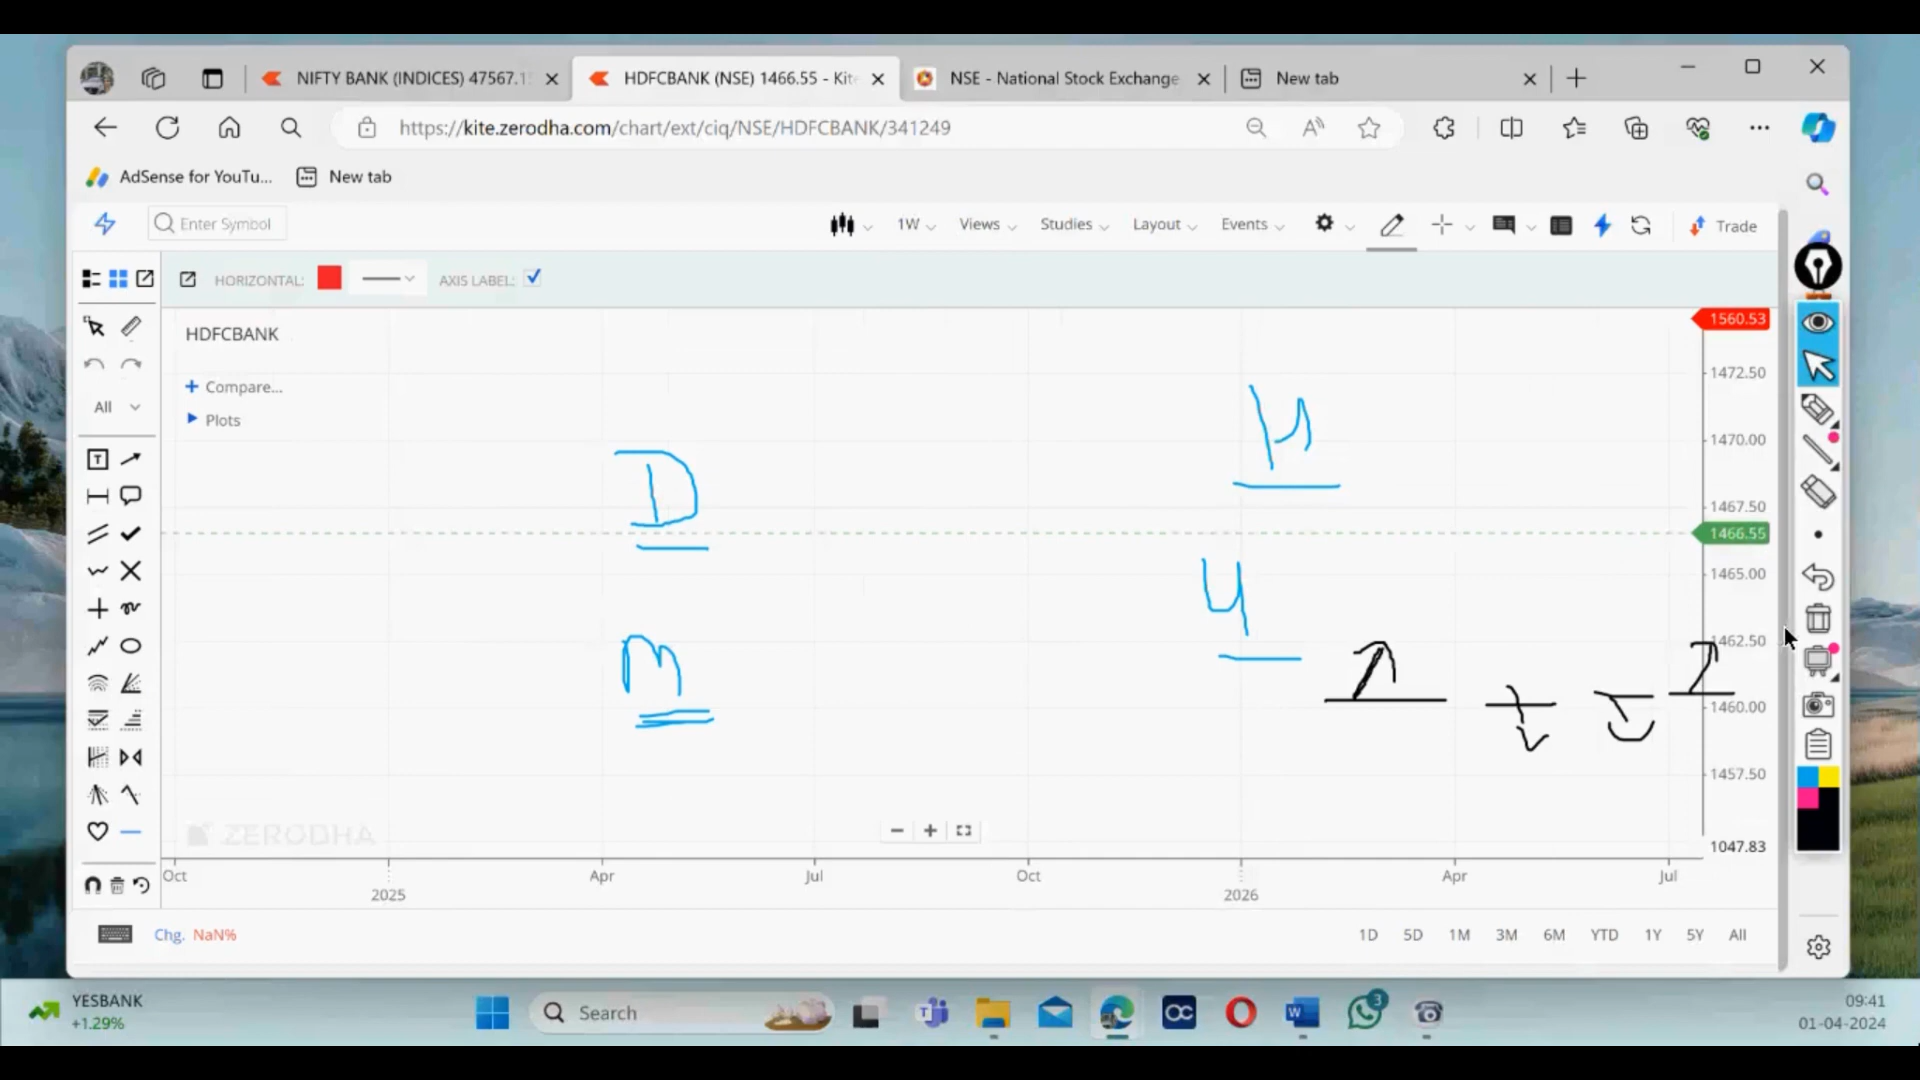 NIFTY BANK (INDICES) 47567.1
HDFCBANK (NSE) 1466.55 - Kit
NSE - National Stock Exchange
New tab
https://kite.zerodha.com/chart/ext/ciq/NSE/HDFCBANK/341249
AdSense for YouTu...
New tab
Enter Symbol
1W
Views
Studies
Layout
Events
Trade
HORIZONTAL:
AXIS LABEL:
HDFCBANK
Compare...
Plots
All
1560.53
1472.50
1470.00
1467.50
1466.55
1465.00
1462.50
1460.00
1457.50
1047.83
D
M
ZERODHA
Oct
2025
Apr
Jul
Oct
2026
Apr
Jul
Chg. NaN%
1D 5D 1M 3M 6M YTD 1Y 5Y All
YESBANK
+1.29%
Search
3
09:41
01-04-2024